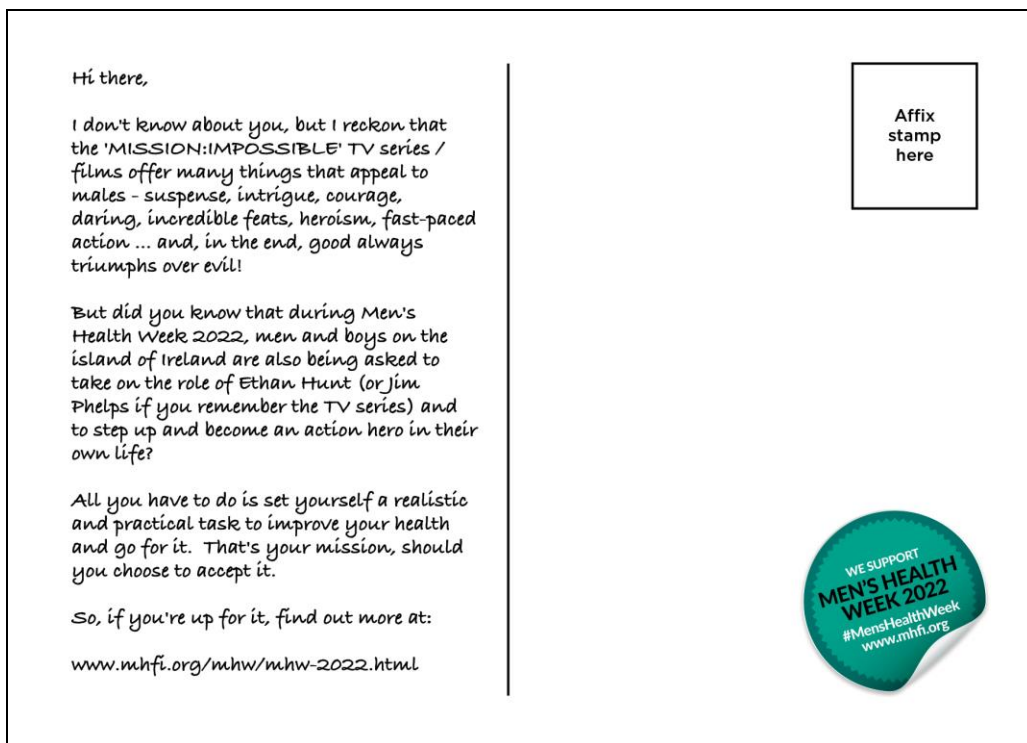 Hi there,
I don't know about you, but I reckon that
the 'MISSION:IMPOSSIBLE' TV series /
films offer many things that appeal to
males - suspense, intrigue, courage,
daring, incredible feats, heroism, fast-paced
action ... and, in the end, good always
triumphs over evil!
But did you know that during Men's
Health Week 2022, men and boys on the
island of Ireland are also being asked to
take on the role of Ethan Hunt (or Jim
Phelps if you remember the TV series) and
to step up and become an action hero in their
own life?
All you have to do is set yourself a realistic
and practical task to improve your health
and go for it.  That's your mission, should
you choose to accept it.
So, if you're up for it, find out more at:
www.mhfi.org/mhw/mhw-2022.html
Affix
stamp
here
WE SUPPORT
MEN'S HEALTH
WEEK 2022
#MensHealthWeek
www.mhfi.org